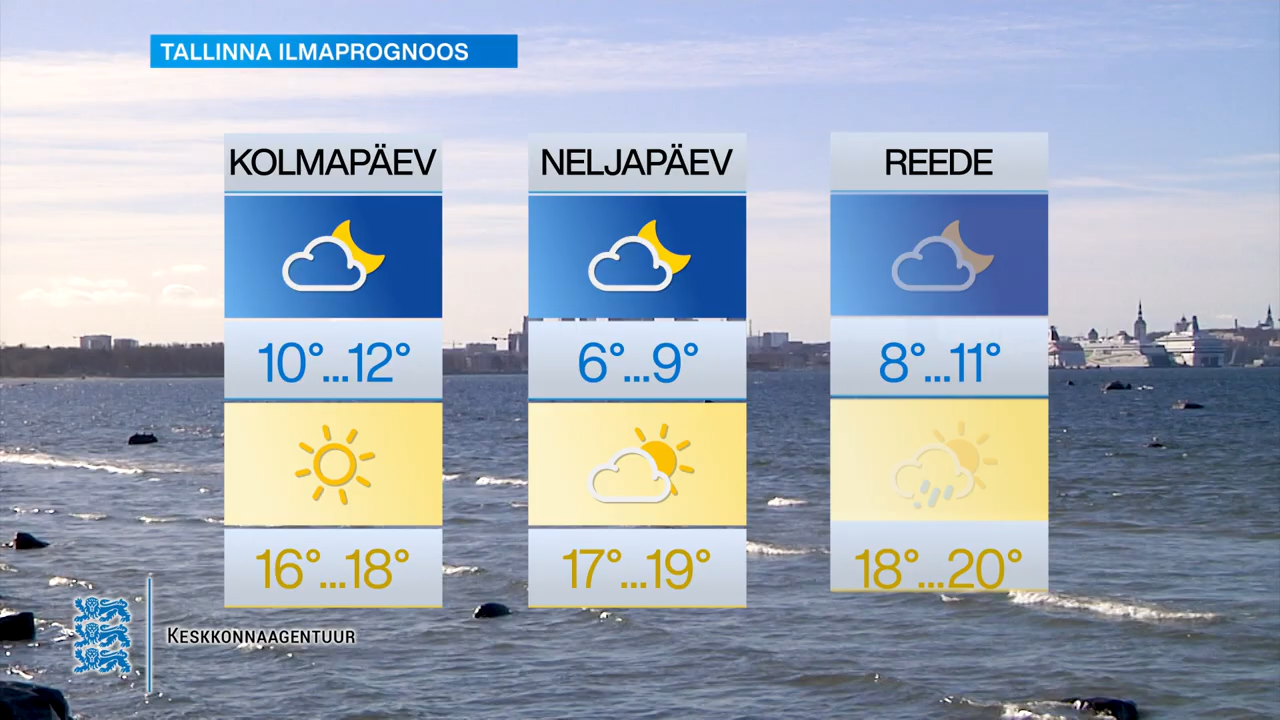 TALLINNA ILMAPROGNOOS
KOLMAPÄEV
10°...12°
16°...18°
NELJAPÄEV
6°...9°
17°...19°
REEDE
8°...11°
18°...20°
KESKKONNAAGENTUUR